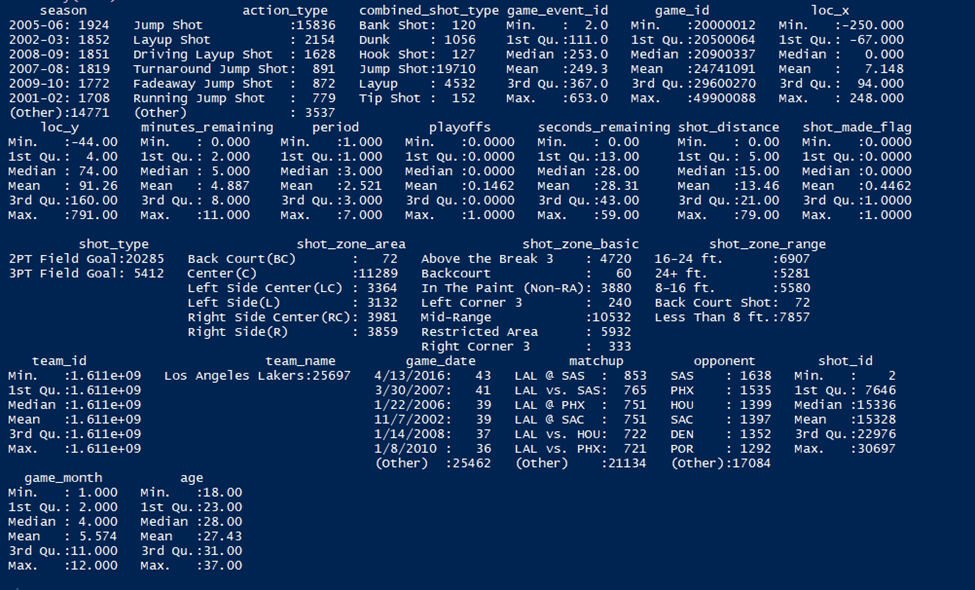 season action_type combined_shot_type game_event_id game_id loc_x
2005-06: 1924 Jump Shot :15836 Bank Shot: 120 Min. : 2.0 Min. :20000012 Min. :-250.000
2002-03: 1852 Layup Shot : 2154 Dunk : 1056 1st Qu.:111.0 1st Qu.:20500064 1st Qu.: -67.000
2008-09: 1851 Driving Layup Shot : 1628 Hook Shot: 127 Median :253.0 Median :20900337 Median : 0.000
2007-08: 1819 Turnaround Jump Shot: 891 Jump Shot:19710 Mean :249.3 Mean :24741091 Mean : 7.148
2009-10: 1772 Fadeaway Jump Shot : 872 Layup : 4532 3rd Qu.:367.0 3rd Qu.:29600270 3rd Qu.: 94.000
2001-02: 1708 Running Jump Shot : 779 Tip Shot : 152 Max. :653.0 Max. :49900088 Max. : 248.000
(Other):14771 (Other) : 3537
loc_y minutes_remaining period playoffs seconds_remaining shot_distance shot_made_flag
Min. :-44.00 Min. : 0.000 Min. :1.000 Min. :0.0000 Min. : 0.00 Min. : 0.00 Min. :0.0000
1st Qu.: 4.00 1st Qu.: 2.000 1st Qu.:1.000 1st Qu.:0.0000 1st Qu.:13.00 1st Qu.: 5.00 1st Qu.:0.0000
Median : 74.00 Median : 5.000 Median :3.000 Median :0.0000 Median :28.00 Median :15.00 Median :0.0000
Mean : 91.26 Mean : 4.887 Mean :2.521 Mean :0.1462 Mean :28.31 Mean :13.46 Mean :0.4462
3rd Qu.:160.00 3rd Qu.: 8.000 3rd Qu.:3.000 3rd Qu.:0.0000 3rd Qu.:43.00 3rd Qu.:21.00 3rd Qu.:1.0000
Max. :791.00 Max. :11.000 Max. :7.000 Max. :1.0000 Max. :59.00 Max. :79.00 Max. :1.0000
shot_type shot_zone_area shot_zone_basic shot_zone_range
2PT Field Goal:20285 Back Court(BC) : 72 Above the Break 3 : 4720 16-24 ft. :6907
3PT Field Goal: 5412 Center(C) :11289 Backcourt : 60 24+ ft. :5281
Left Side Center(LC) : 3364 In The Paint (Non-RA): 3880 8-16 ft. :5580
Left Side(L) : 3132 Left Corner 3 : 240 Back Court Shot: 72
Right Side Center(RC): 3981 Mid-Range :10532 Less Than 8 ft.:7857
Right Side(R) : 3859 Restricted Area : 5932
Right Corner 3 : 333
team_id team_name game_date matchup opponent shot_id
Min. :1.611e+09 Los Angeles Lakers:25697 4/13/2016: 43 LAL @ SAS : 853 SAS : 1638 Min. : 2
1st Qu.:1.611e+09 3/30/2007: 41 LAL vs. SAS: 765 PHX : 1535 1st Qu.: 7646
Median :1.611e+09 1/22/2006: 39 LAL @ PHX : 751 HOU : 1399 Median :15336
Mean :1.611e+09 11/7/2002: 39 LAL @ SAC : 751 SAC : 1397 Mean :15328
3rd Qu.:1.611e+09 1/14/2008: 37 LAL vs. HOU: 722 DEN : 1352 3rd Qu.:22976
Max. :1.611e+09 1/8/2010 : 36 LAL vs. PHX: 721 POR : 1292 Max. :30697
(Other) :25462 (Other) :21134 (Other):17084
game_month age
Min. : 1.000 Min. :18.00
1st Qu.: 2.000 1st Qu.:23.00
Median : 4.000 Median :28.00
Mean : 5.574 Mean :27.43
3rd Qu.:11.000 3rd Qu.:31.00
Max. :12.000 Max. :37.00